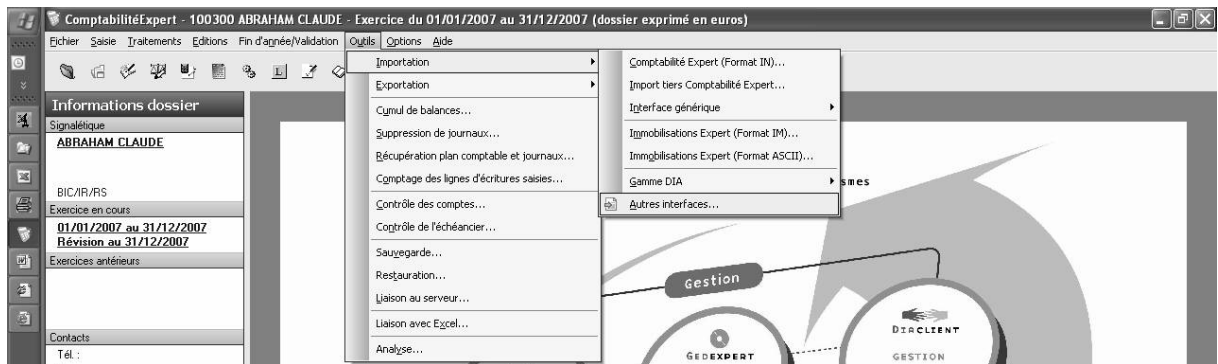 ComptabilitéExpert - 100300 ABRAHAM CLAUDE - Exercice du 01/01/2007 au 31/12/2007 (dossier exprimé en euros)
Fichier Saisie Traitements Editions Fin d'année/Validation Outils Options Aide
Informations dossier
Signalétique
ABRAHAM CLAUDE
BIC/IR/RS
Exercice en cours
01/01/2007 au 31/12/2007
Révision au 31/12/2007
Exercices antérieurs
Contacts
Tél. :
Importation
Exportation
Cumul de balances...
Suppression de journaux...
Récupération plan comptable et journaux...
Comptage des lignes d'écritures saisies...
Contrôle des comptes...
Contrôle de l'échéancier...
Sauvegarde...
Restauration...
Liaison au serveur...
Liaison avec Excel...
Analyse...
Comptabilité Expert (Format IN)...
Import tiers Comptabilité Expert...
Interface générique
Immobilisations Expert (Format IM)...
Immobilisations Expert (Format ASCII)...
Gamme DIA
Autres interfaces...
smes
Gestion
GEDEXPERT
DIACLIENT
GESTION